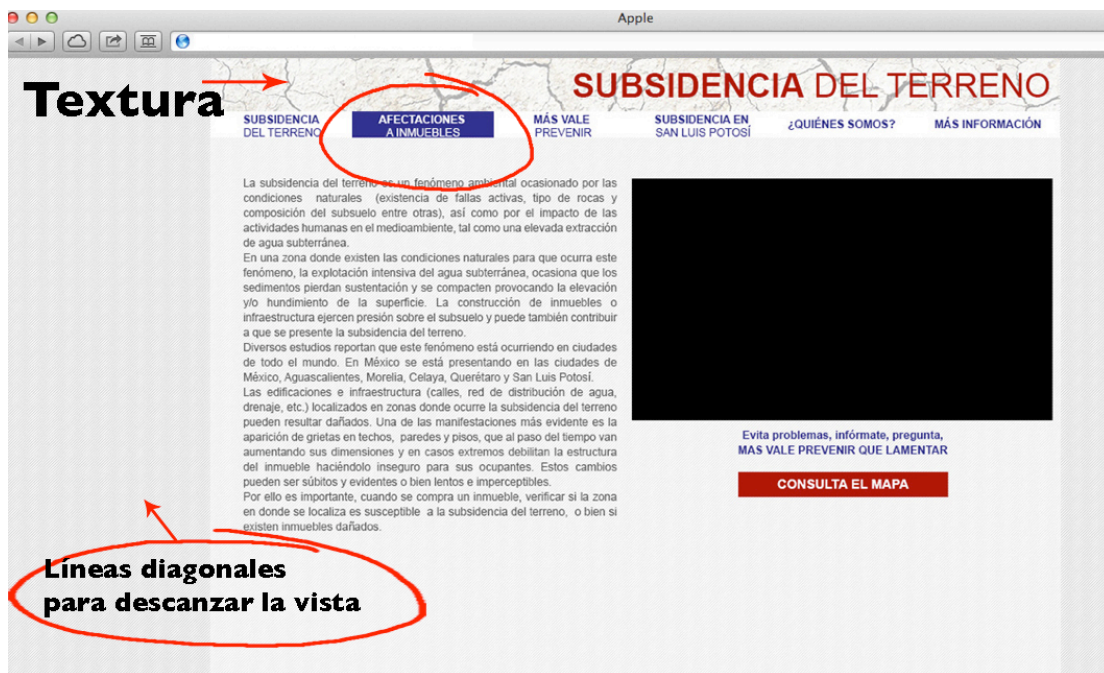 Apple
Textura
SUBSIDENCIA DEL TERRENO
SUBSIDENCIA
DEL TERRENO
AFECTACIONES
A INMUEBLES
MÁS VALE
PREVENIR
SUBSIDENCIA EN
SAN LUIS POTOSÍ
¿QUIÉNES SOMOS?
MÁS INFORMACIÓN
La subsidencia del terreno es un fenómeno ambiental ocasionado por las
condiciones naturales (existencia de fallas activas, tipo de rocas y
composición del subsuelo entre otras), así como por el impacto de las
actividades humanas en el medioambiente, tal como una elevada extracción
de agua subterránea.
En una zona donde existen las condiciones naturales para que ocurra este
fenómeno, la explotación intensiva del agua subterránea, ocasiona que los
sedimentos pierdan sustentación y se compacten provocando la elevación
y/o hundimiento de la superficie. La construcción de inmuebles o
infraestructura ejercen presión sobre el subsuelo y puede también contribuir
a que se presente la subsidencia del terreno.
Diversos estudios reportan que este fenómeno está ocurriendo en ciudades
de todo el mundo. En México se está presentando en las ciudades de
México, Aguascalientes, Morelia, Celaya, Querétaro y San Luis Potosí.
Las edificaciones e infraestructura (calles, red de distribución de agua,
drenaje, etc.) localizados en zonas donde ocurre la subsidencia del terreno
pueden resultar dañados. Una de las manifestaciones más evidente es la
aparición de grietas en techos, paredes y pisos, que al paso del tiempo van
aumentando sus dimensiones y en casos extremos debilitan la estructura
del inmueble haciéndolo inseguro para sus ocupantes. Estos cambios
pueden ser súbitos y evidentes o bien lentos e imperceptibles.
Por ello es importante, cuando se compra un inmueble, verificar si la zona
en donde se localiza es susceptible a la subsidencia del terreno, o bien si
existen inmuebles dañados.
Evita problemas, infórmate, pregunta,
MAS VALE PREVENIR QUE LAMENTAR
CONSULTA EL MAPA
Líneas diagonales
para descanzar la vista